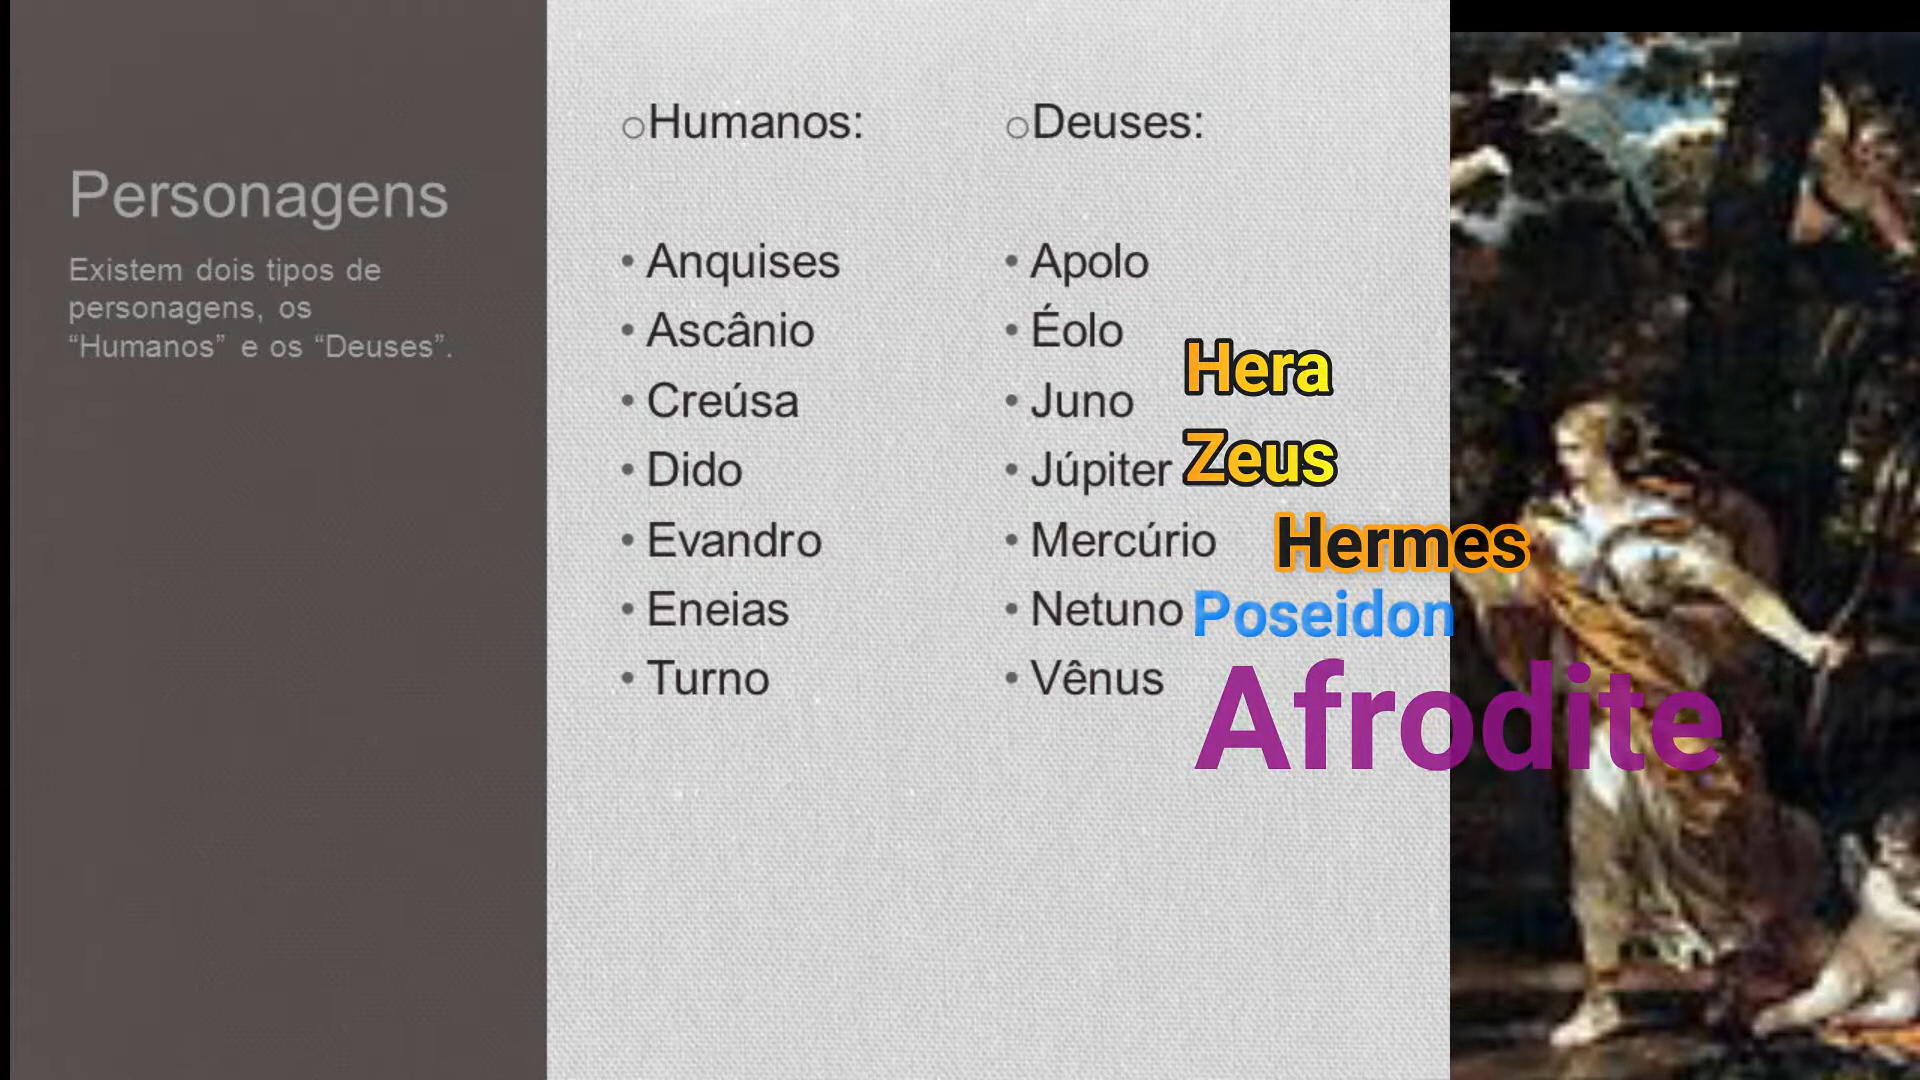 Personagens
Existem dois tipos de
personagens, os
“Humanos” e os “Deuses”.
Humanos:
• Anquises
• Ascânio
• Creúsa
• Dido
• Evandro
• Eneias
• Turno
Deuses:
• Apolo
• Éolo
• Juno Hera
• Júpiter Zeus
• Mercúrio Hermes
• Netuno Poseidon
• Vênus Afrodite